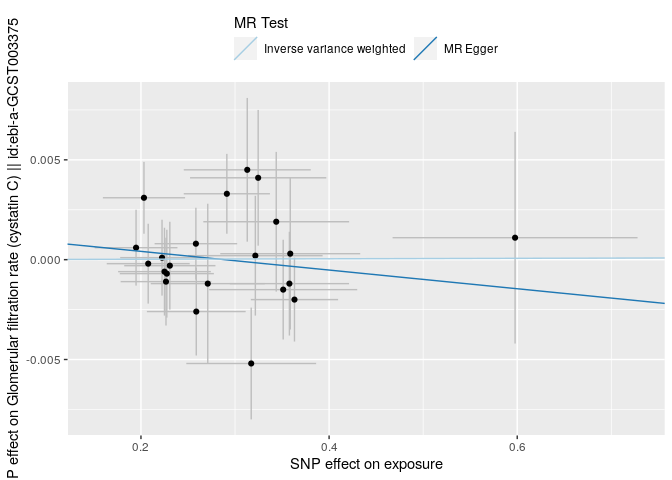 MR Test
Inverse variance weighted
MR Egger
P effect on Glomerular filtration rate (cystatin C) || id:ebi-a-GCST003375
0.005
0.000
-0.005
0.2
0.4
0.6
SNP effect on exposure